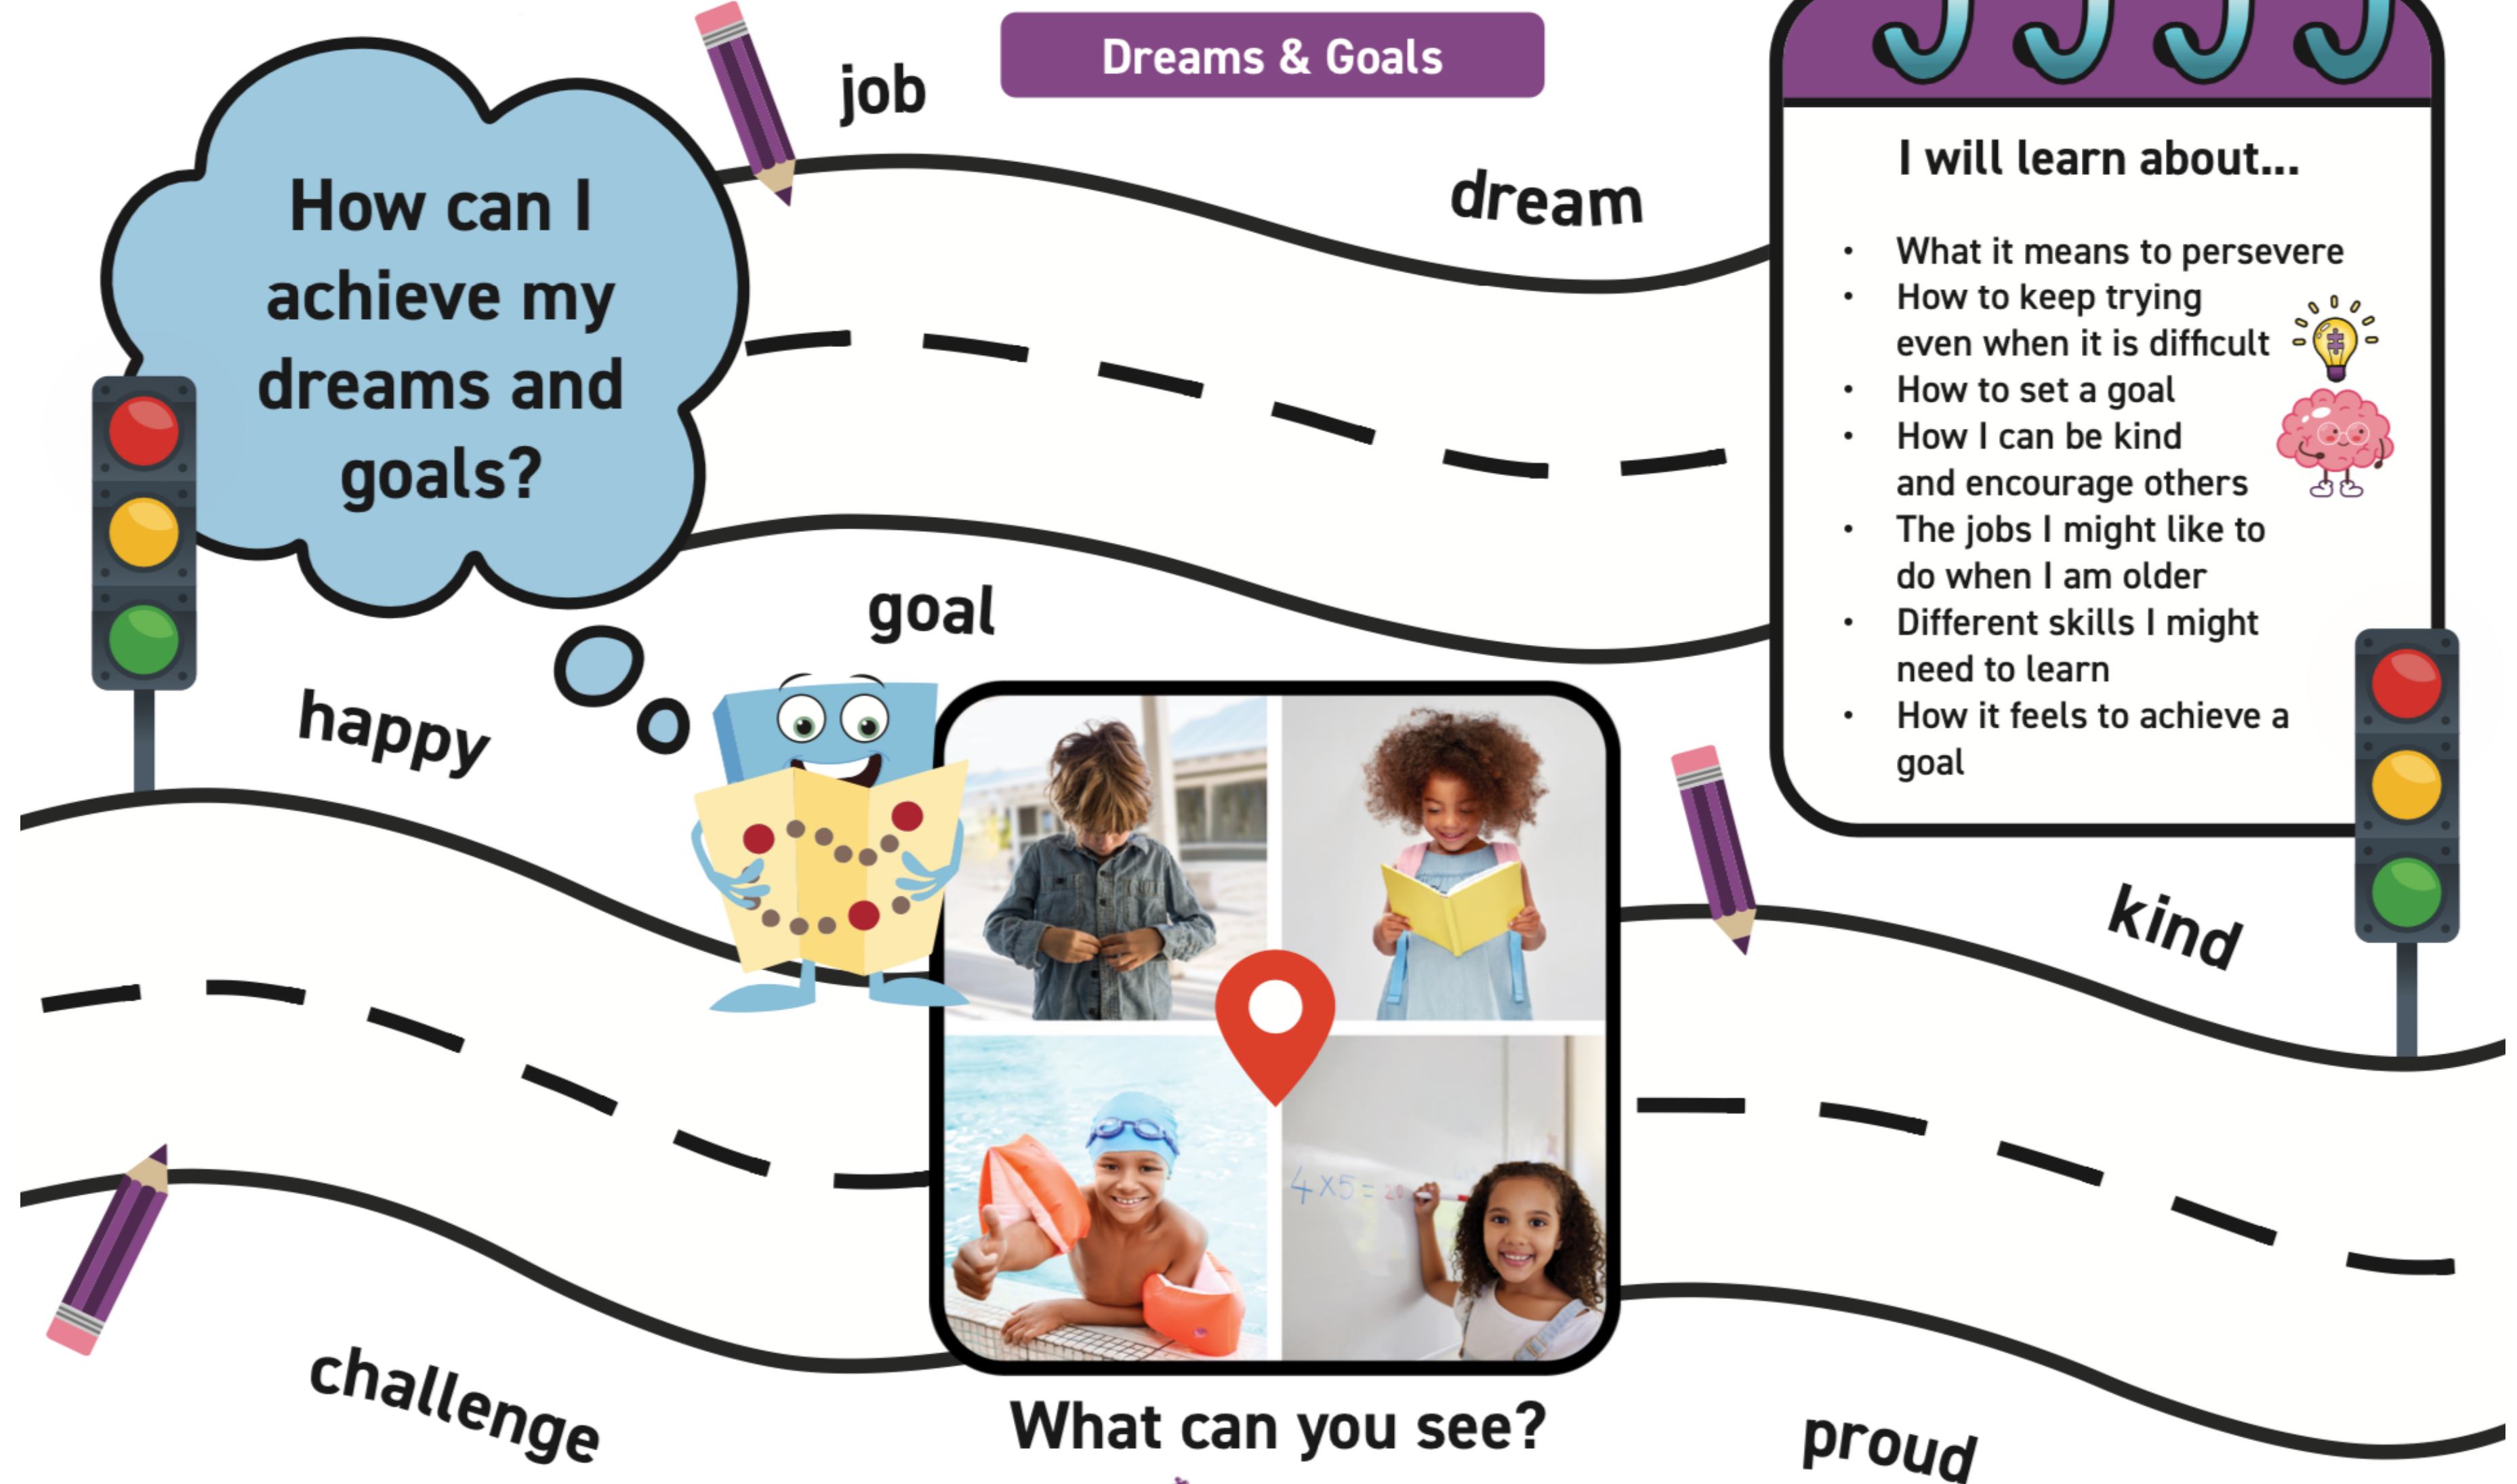 Dreams & Goals
job
dream
How can I
achieve my
dreams and
goals?
I will learn about...
• What it means to persevere
• How to keep trying
even when it is difficult
• How to set a goal
• How I can be kind
and encourage others
• The jobs I might like to
do when I am older
• Different skills I might
need to learn
• How it feels to achieve a
goal
goal
happy
kind
4 x5 = 20
challenge
What can you see?
proud